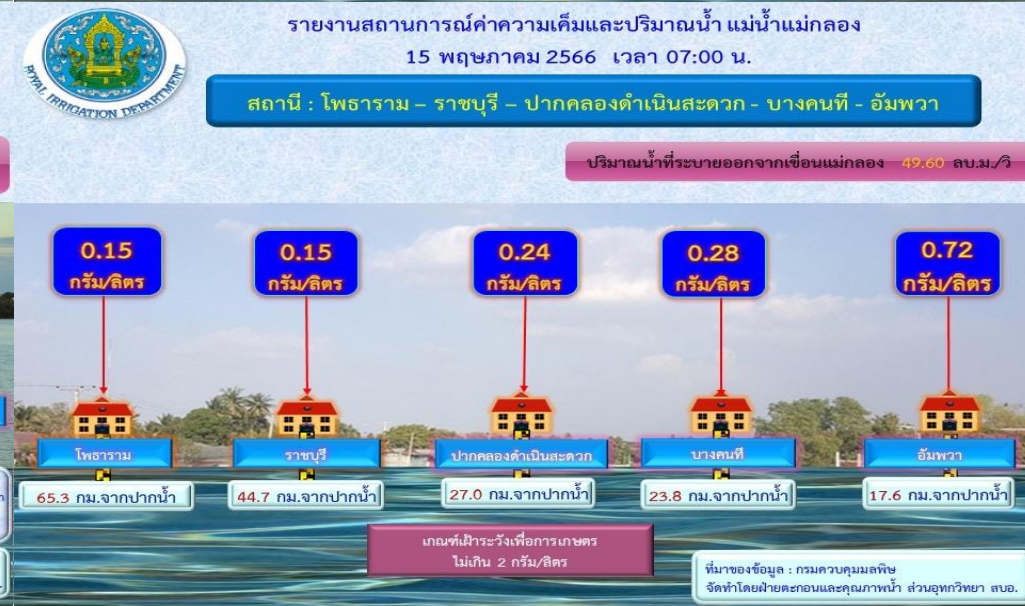 รายงานสถานการณ์ค่าความเค็มและปริมาณน้ำ แม่น้ำแม่กลอง
15 พฤษภาคม 2566 เวลา 07:00 น.
ROYAL IRRIGATION DEPARTMENT
สถานี : โพธาราม – ราชบุรี – ปากคลองดำเนินสะดวก - บางคนที - อัมพวา
ปริมาณน้ำที่ระบายออกจากเขื่อนแม่กลอง 49.60 ลบ.ม./วิ
0.15
กรัม/ลิตร
0.15
กรัม/ลิตร
0.24
กรัม/ลิตร
0.28
กรัม/ลิตร
0.72
กรัม/ลิตร
โพธาราม
ราชบุรี
ปากคลองดำเนินสะดวก
บางคนที
อัมพวา
65.3 กม.จากปากน้ำ
44.7 กม.จากปากน้ำ
27.0 กม.จากปากน้ำ
23.8 กม.จากปากน้ำ
17.6 กม.จากปากน้ำ
เกณฑ์เฝ้าระวังเพื่อการเกษตร
ไม่เกิน 2 กรัม/ลิตร
ที่มาของข้อมูล : กรมควบคุมมลพิษ
จัดทำโดยฝ่ายตะกอนและคุณภาพน้ำ ส่วนอุทกวิทยา สบอ.